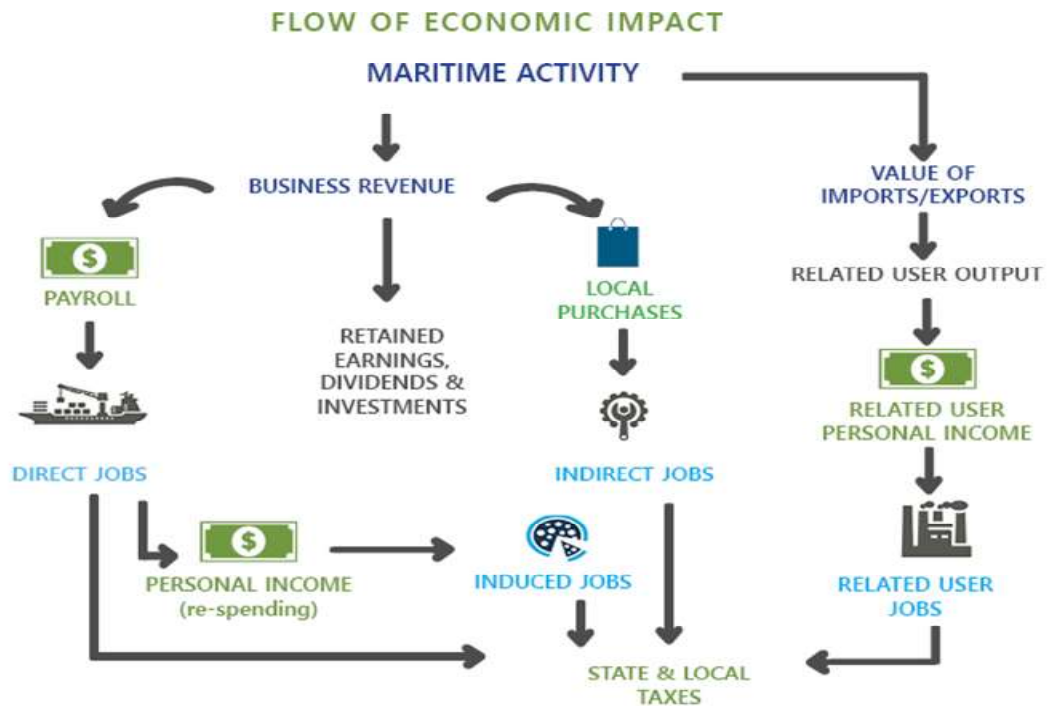 FLOW OF ECONOMIC IMPACT
MARITIME ACTIVITY
BUSINESS REVENUE
VALUE OF
IMPORTS/EXPORTS
$
PAYROLL
LOCAL
PURCHASES
RELATED USER OUTPUT
RETAINED
EARNINGS,
DIVIDENDS &
INVESTMENTS
$
RELATED USER
PERSONAL INCOME
DIRECT JOBS
INDIRECT JOBS
$
PERSONAL INCOME
(re-spending)
INDUCED JOBS
RELATED USER
JOBS
STATE & LOCAL
TAXES